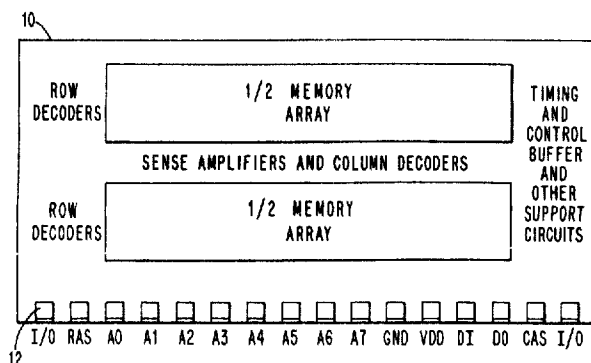 10
ROW
DECODERS
1/2 MEMORY
ARRAY
TIMING
AND
CONTROL
BUFFER
AND
OTHER
SUPPORT
CIRCUITS
SENSE AMPLIFIERS AND COLUMN DECODERS
ROW
DECODERS
1/2 MEMORY
ARRAY
I/O RAS A0 A1 A2 A3 A4 A5 A6 A7 GND VDD DI DO CAS I/O
12